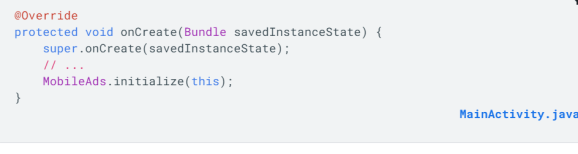 @Override
protected void onCreate(Bundle savedInstanceState) {
    super.onCreate(savedInstanceState);
    // ...
    MobileAds.initialize(this);
}
MainActivity.java